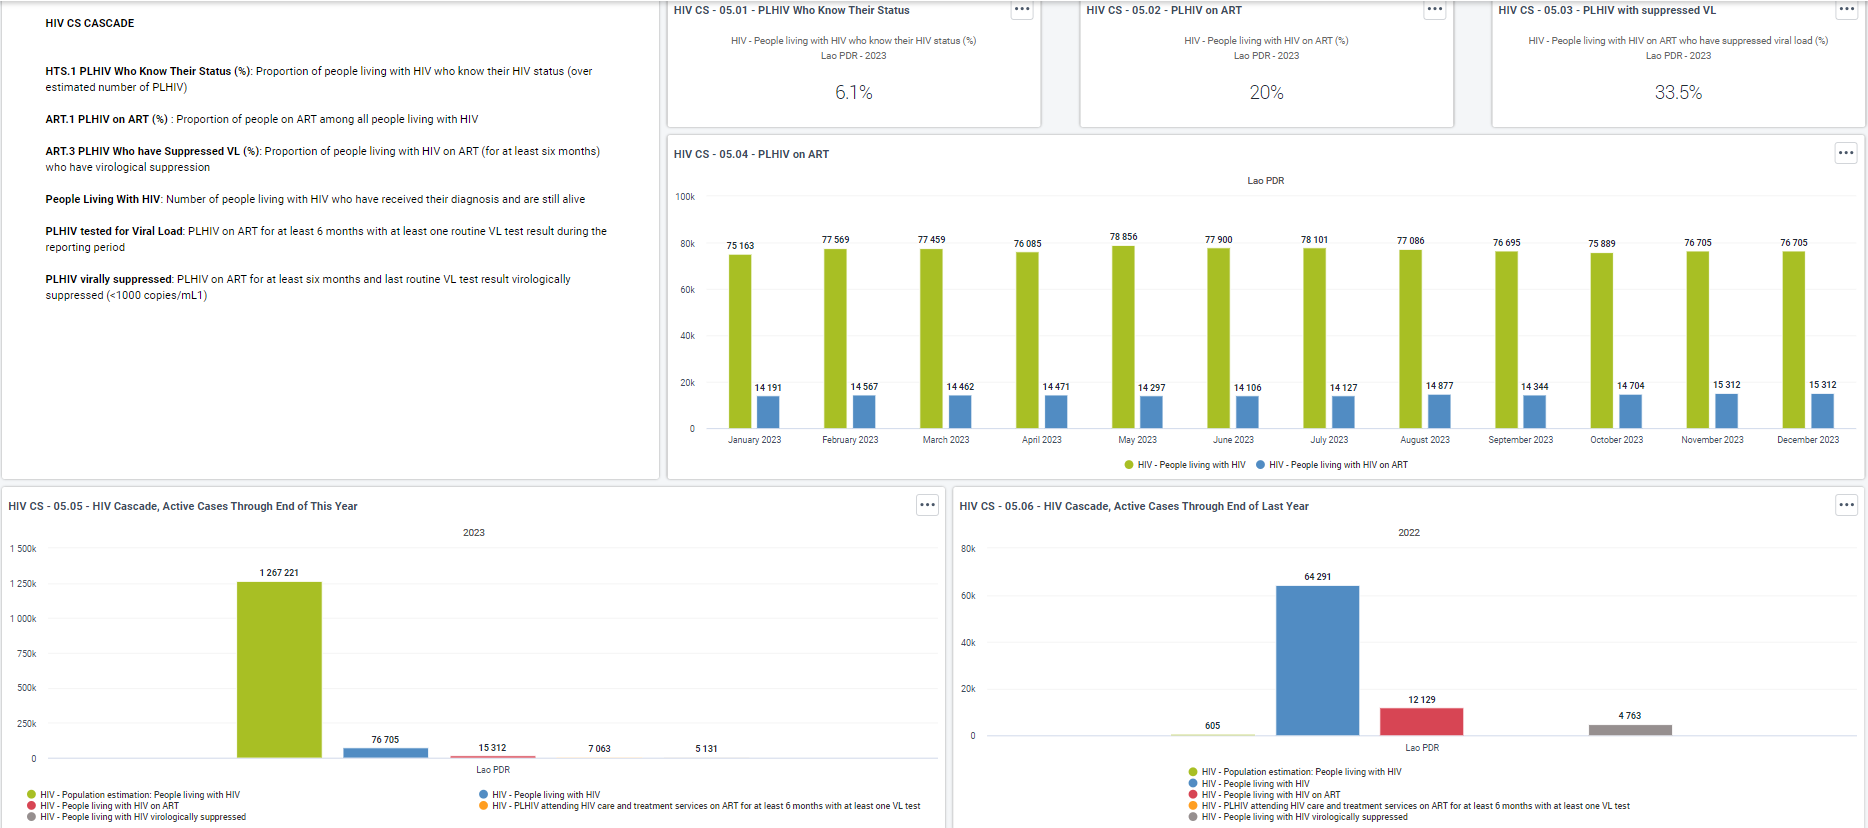 HIV CS CASCADE
HTS.1 PLHIV Who Know Their Status (%): Proportion of people living with HIV who know their HIV status (over
estimated number of PLHIV)
ART.1 PLHIV on ART (%) : Proportion of people on ART among all people living with HIV
ART.3 PLHIV Who have Suppressed VL (%): Proportion of people living with HIV on ART (for at least six months)
who have virological suppression
People Living With HIV: Number of people living with HIV who have received their diagnosis and are still alive
PLHIV tested for Viral Load: PLHIV on ART for at least 6 months with at least one routine VL test result during the
reporting period
PLHIV virally suppressed: PLHIV on ART for at least six months and last routine VL test result virologically
suppressed (<1000 copies/mL1)
HIV CS - 05.01 - PLHIV Who Know Their Status
HIV - People living with HIV who know their HIV status (%)
Lao PDR - 2023
6.1%
HIV CS - 05.02 - PLHIV on ART
HIV - People living with HIV on ART (%)
Lao PDR - 2023
20%
HIV CS - 05.03 - PLHIV with suppressed VL
HIV - People living with HIV on ART who have suppressed viral load (%)
Lao PDR - 2023
33.5%
HIV CS - 05.04 - PLHIV on ART
Lao PDR
100k
80k
60k
40k
20k
0
75 163
14 191
77 569
14 567
77 459
14 462
76 085
14 471
78 856
14 297
77 900
14 106
78 101
14 127
77 086
14 877
76 695
14 344
75 889
14 704
76 705
15 312
76 705
15 312
January 2023
February 2023
March 2023
April 2023
May 2023
June 2023
July 2023
August 2023
September 2023
October 2023
November 2023
December 2023
HIV - People living with HIV
HIV - People living with HIV on ART
HIV CS - 05.05 - HIV Cascade, Active Cases Through End of This Year
2023
1 500k
1 250k
1 000k
750k
500k
250k
0
1 267 221
76 705
15 312
7 063
5 131
Lao PDR
HIV - Population estimation: People living with HIV
HIV - People living with HIV
HIV - People living with HIV on ART
HIV - PLHIV attending HIV care and treatment services on ART for at least 6 months with at least one VL test
HIV - People living with HIV virologically suppressed
HIV CS - 05.06 - HIV Cascade, Active Cases Through End of Last Year
2022
80k
60k
40k
20k
0
605
64 291
12 129
4 763
Lao PDR
HIV - Population estimation: People living with HIV
HIV - People living with HIV
HIV - People living with HIV on ART
HIV - PLHIV attending HIV care and treatment services on ART for at least 6 months with at least one VL test
HIV - People living with HIV virologically suppressed